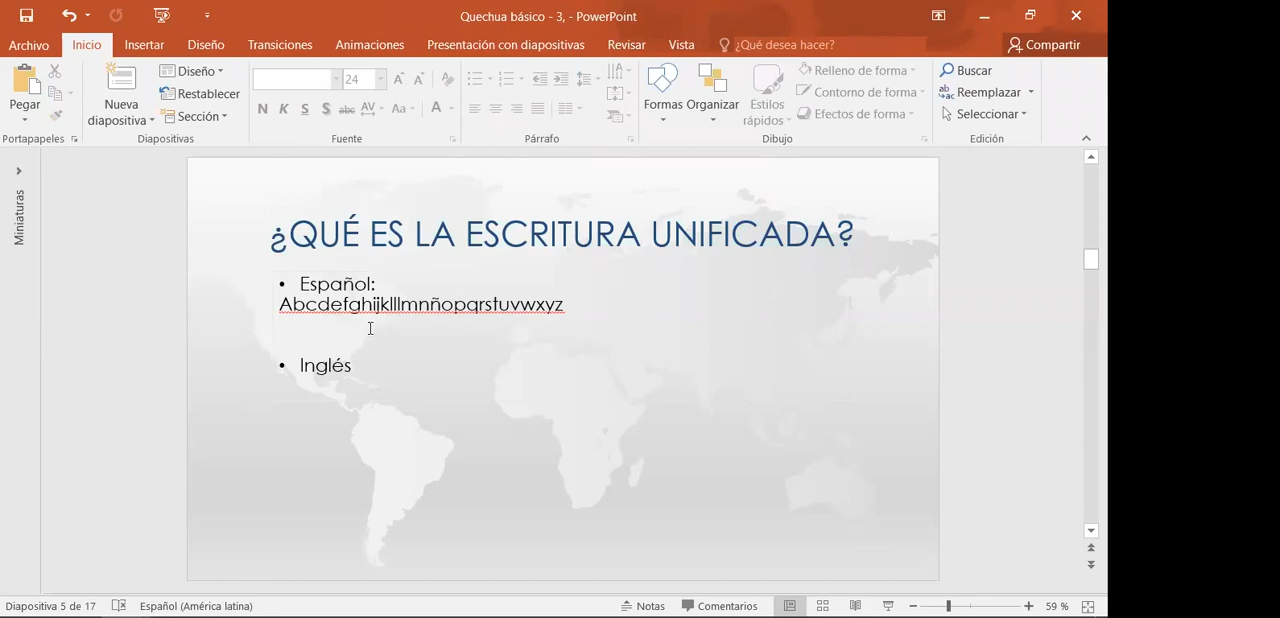 Quechua básico - 3, - PowerPoint
Archivo Inicio Insertar Diseño Transiciones Animaciones Presentación con diapositivas Revisar Vista ¿Qué desea hacer? Compartir
Pegar
Nueva diapositiva
Diseño
Restablecer
Sección
24
N K S S abc AV Aa A
Formas Organizar Estilos rápidos
Relleno de forma
Contorno de forma
Efectos de forma
Buscar
Reemplazar
Seleccionar
Portapapeles Diapositivas Fuente Párrafo Dibujo Edición
Miniaturas
¿QUÉ ES LA ESCRITURA UNIFICADA?
• Español:
Abcdefghijklllmnñopqrstuvwxyz
• Inglés
Diapositiva 5 de 17 Español (América latina) Notas Comentarios 59 %